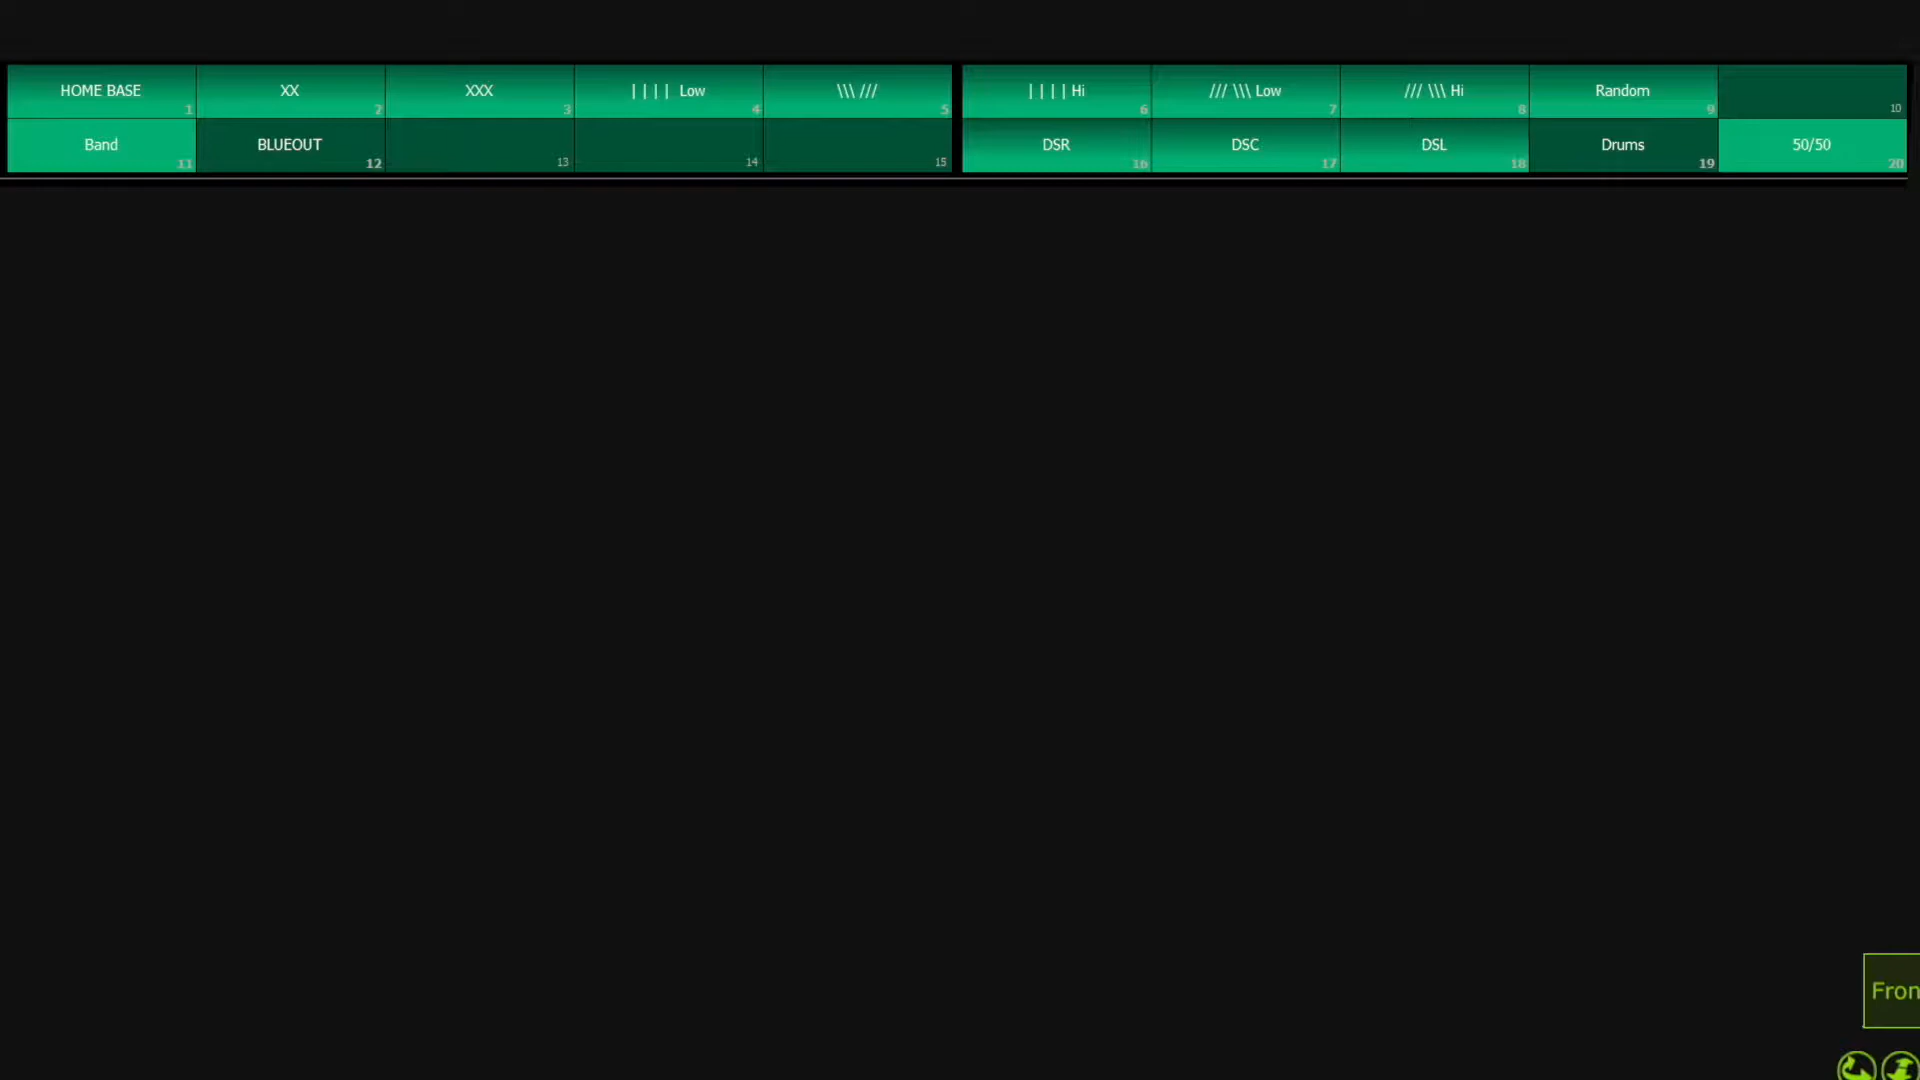 HOME BASE 1 XX 2 XXX 3 | | | | Low 4 \\\ /// 5 | | | | Hi 6 /// \\\ Low 7 /// \\\ Hi 8 Random 9 10
Band 11 BLUEOUT 12 13 14 15 DSR 16 DSC 17 DSL 18 Drums 19 50/50 20
Fron